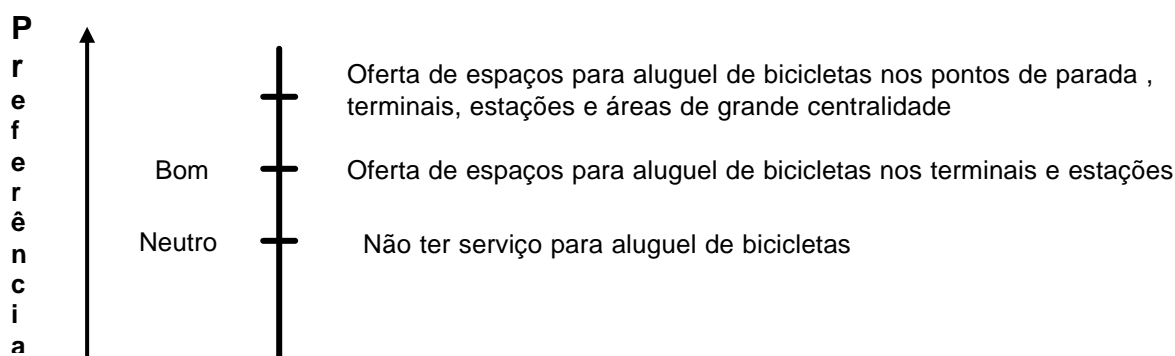 Preferência
Oferta de espaços para aluguel de bicicletas nos pontos de parada ,
terminais, estações e áreas de grande centralidade
Bom
Oferta de espaços para aluguel de bicicletas nos terminais e estações
Neutro
Não ter serviço para aluguel de bicicletas